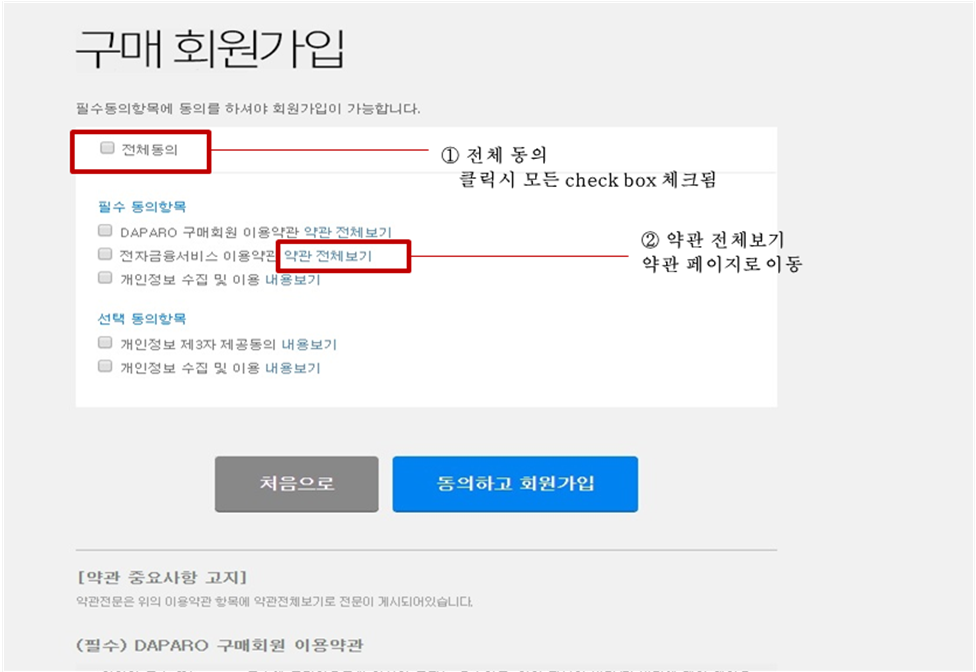 구매 회원가입
필수동의항목에 동의를 하셔야 회원가입이 가능합니다.
전체동의
① 전체 동의
클릭시 모든 check box 체크됨
필수 동의항목
DAPARO 구매회원 이용약관 약관 전체보기
전자금융서비스 이용약관 약관 전체보기
② 약관 전체보기
약관 페이지로 이동
개인정보 수집 및 이용 내용보기
선택 동의항목
개인정보 제3자 제공동의 내용보기
개인정보 수집 및 이용 내용보기
처음으로
동의하고 회원가입
[약관 중요사항 고지]
약관전문은 위의 이용약관 항목에 약관전체보기로 전문이 게시되어있습니다.
(필수) DAPARO 구매회원 이용약관